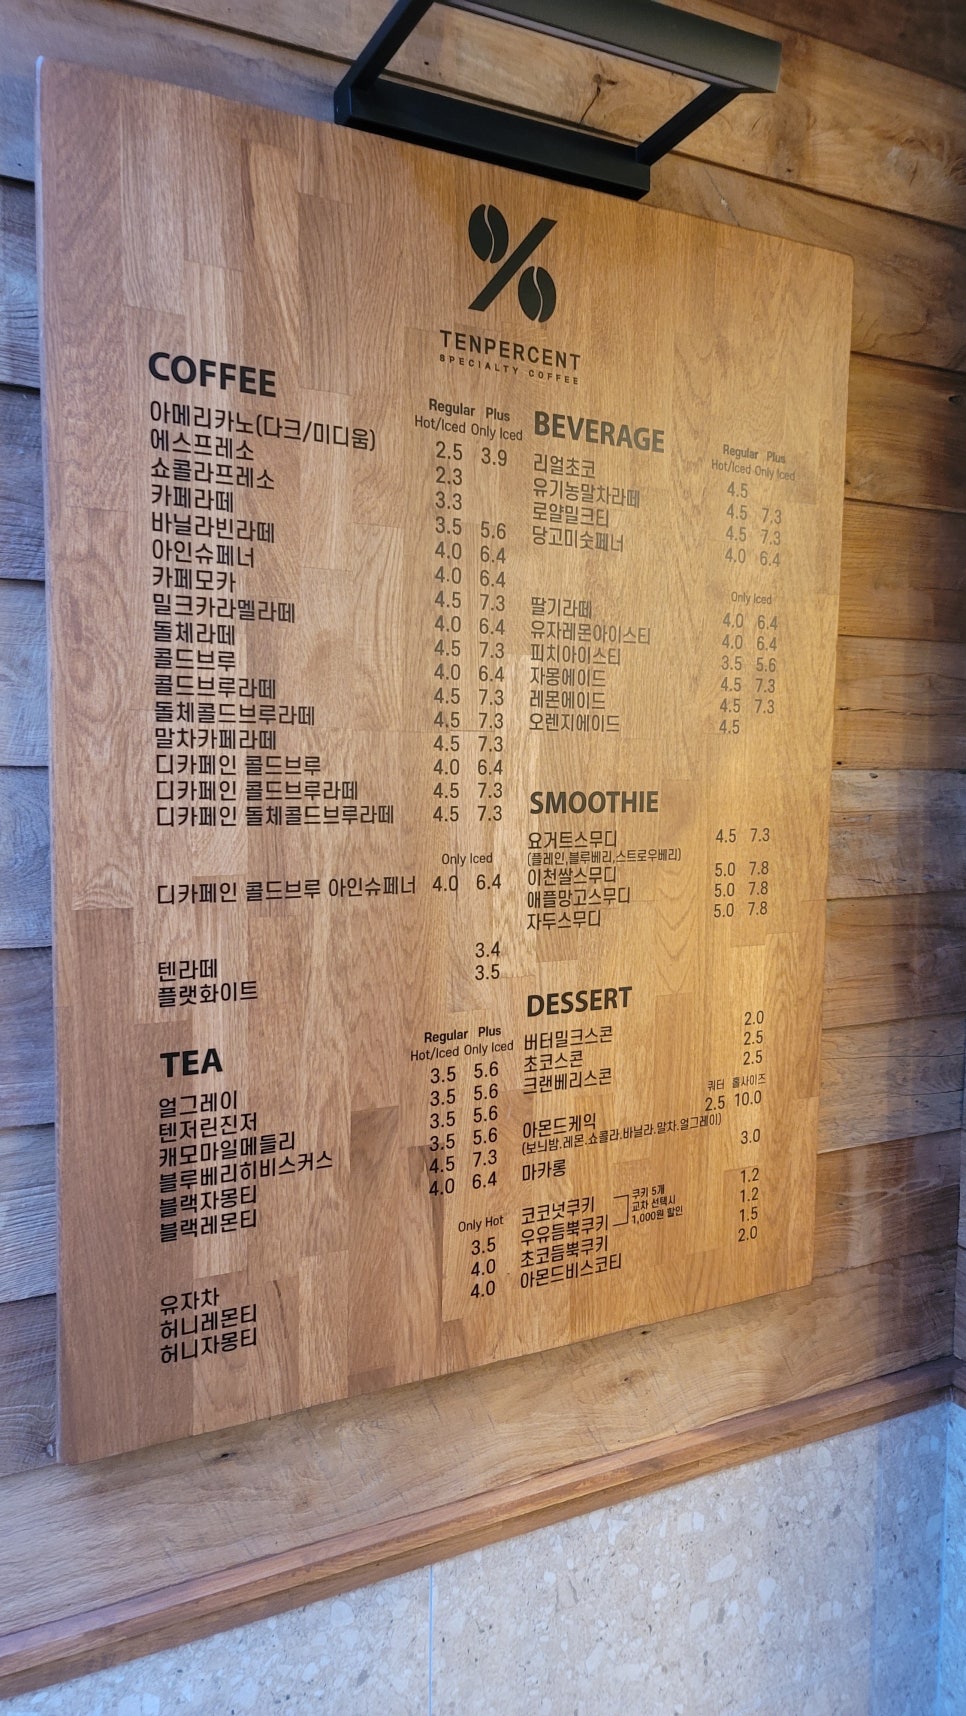 TENPERCENT
SPECIALTY COFFEE
COFFEE
Regular Plus
Hot/Iced Only Iced
아메리카노(다크/미디움) 2.5 3.9
에스프레소 2.3
쇼콜라프레소 3.3
카페라떼 3.5 5.6
바닐라빈라떼 4.0 6.4
아인슈페너 4.0 6.4
카페모카 4.5 7.3
밀크카라멜라떼 4.0 6.4
돌체라떼 4.5 7.3
콜드브루 4.0 6.4
콜드브루라떼 4.5 7.3
돌체콜드브루라떼 4.5 7.3
말차카페라떼 4.5 7.3
디카페인 콜드브루 4.0 6.4
디카페인 콜드브루라떼 4.5 7.3
디카페인 돌체콜드브루라떼 4.5 7.3
Only Iced
디카페인 콜드브루 아인슈페너 4.0 6.4
텐라떼 3.4
플랫화이트 3.5
TEA
Regular Plus
Hot/Iced Only Iced
얼그레이 3.5 5.6
텐저린진저 3.5 5.6
캐모마일메들리 3.5 5.6
블루베리히비스커스 3.5 5.6
블랙자몽티 4.5 7.3
블랙레몬티 4.0 6.4
Only Hot
유자차 3.5
허니레몬티 4.0
허니자몽티 4.0
BEVERAGE
Regular Plus
Hot/Iced Only Iced
리얼초코 4.5
유기농말차라떼 4.5 7.3
로얄밀크티 4.5 7.3
당고미숫페너 4.0 6.4
Only Iced
딸기라떼 4.0 6.4
유자레몬아이스티 4.0 6.4
피치아이스티 3.5 5.6
자몽에이드 4.5 7.3
레몬에이드 4.5 7.3
오렌지에이드 4.5
SMOOTHIE
요거트스무디 4.5 7.3
(플레인,블루베리,스트로우베리)
이천쌀스무디 5.0 7.8
애플망고스무디 5.0 7.8
자두스무디 5.0 7.8
DESSERT
버터밀크스콘 2.0
초코스콘 2.5
크랜베리스콘 2.5
쿼터 홀사이즈
아몬드케익 2.5 10.0
(보늬밤.레몬.쇼콜라.바닐라.말차.얼그레이)
마카롱 3.0
코코넛쿠키 1.2
우유듬뿍쿠키 1.2
쿠키 5개
교차 선택시
1,000원 할인
초코듬뿍쿠키 1.5
아몬드비스코티 2.0